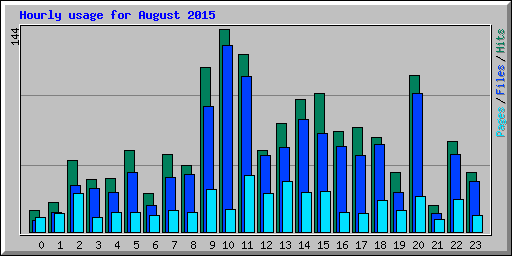 Hourly usage for August 2015
144
Pages/Files/Hits
0 1 2 3 4 5 6 7 8 9 10 11 12 13 14 15 16 17 18 19 20 21 22 23